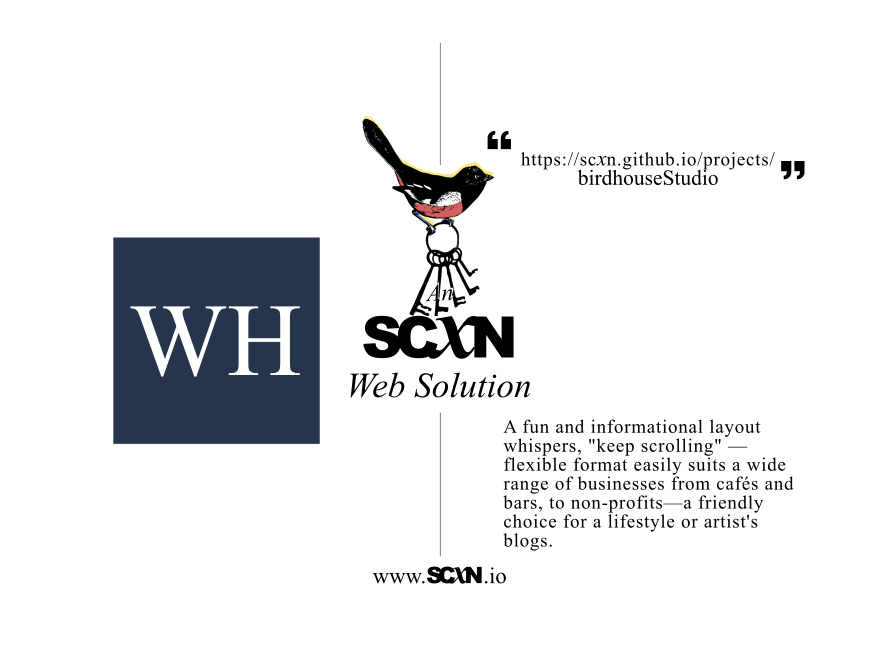 “
https://scxn.github.io/projects/
birdhouseStudio
”
WH
An
SCXN
Web Solution
A fun and informational layout
whispers, "keep scrolling" —
flexible format easily suits a wide
range of businesses from cafés and
bars, to non-profits—a friendly
choice for a lifestyle or artist's
blogs.
www.SCXN.io